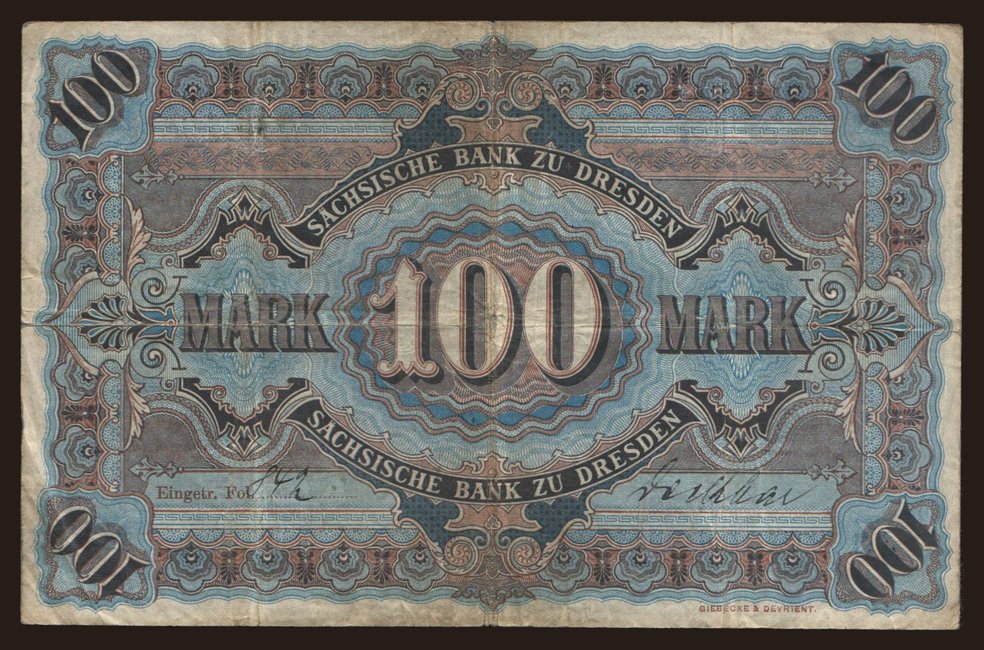 100 100
SÄCHSISCHE BANK ZU DRESDEN
MARK 100 MARK
SÄCHSISCHE BANK ZU DRESDEN
Eingetr. Fol. 842
100 100
GIESECKE & DEVRIENT.